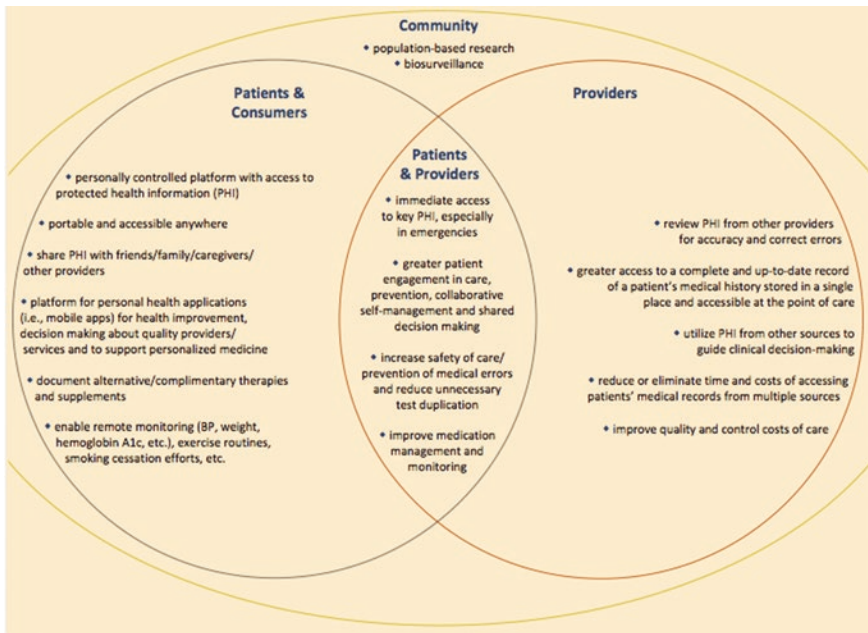 Community
◆ population-based research
◆ biosurveillance
Patients &
Consumers
◆ personally controlled platform with access to
protected health information (PHI)
◆ portable and accessible anywhere
◆ share PHI with friends/family/caregivers/
other providers
◆ platform for personal health applications
(i.e., mobile apps) for health improvement,
decision making about quality providers/
services and to support personalized medicine
◆ document alternative/complimentary therapies
and supplements
◆ enable remote monitoring (BP, weight,
hemoglobin A1c, etc.), exercise routines,
smoking cessation efforts, etc.
Patients
& Providers
◆ immediate access
to key PHI, especially
in emergencies
◆ greater patient
engagement in care,
prevention, collaborative
self-management and shared
decision making
◆ increase safety of care/
prevention of medical errors
and reduce unnecessary
test duplication
◆ improve medication
management and
monitoring
Providers
◆ review PHI from other providers
for accuracy and correct errors
◆ greater access to a complete and up-to-date record
of a patient's medical history stored in a single
place and accessible at the point of care
◆ utilize PHI from other sources to
guide clinical decision-making
◆ reduce or eliminate time and costs of accessing
patients' medical records from multiple sources
◆ improve quality and control costs of care